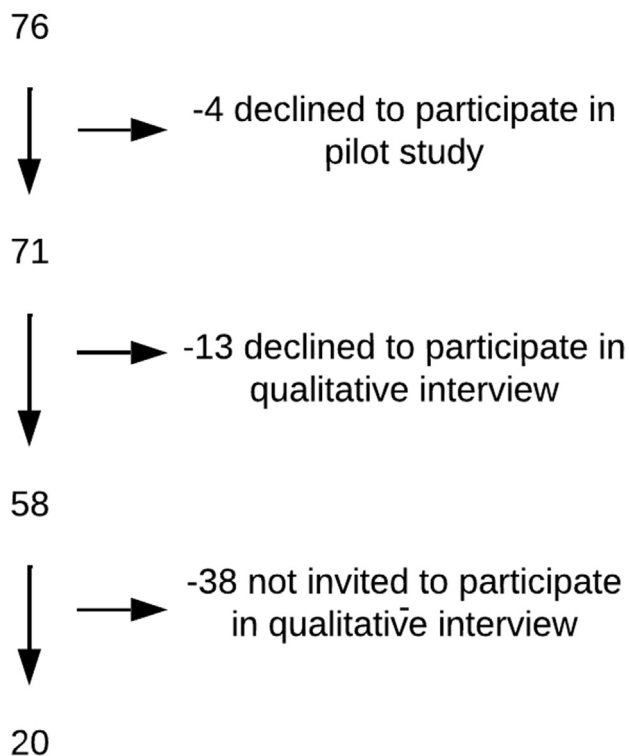 76
-4 declined to participate in
pilot study
71
-13 declined to participate in
qualitative interview
58
-38 not invited to participate
in qualitative interview
20